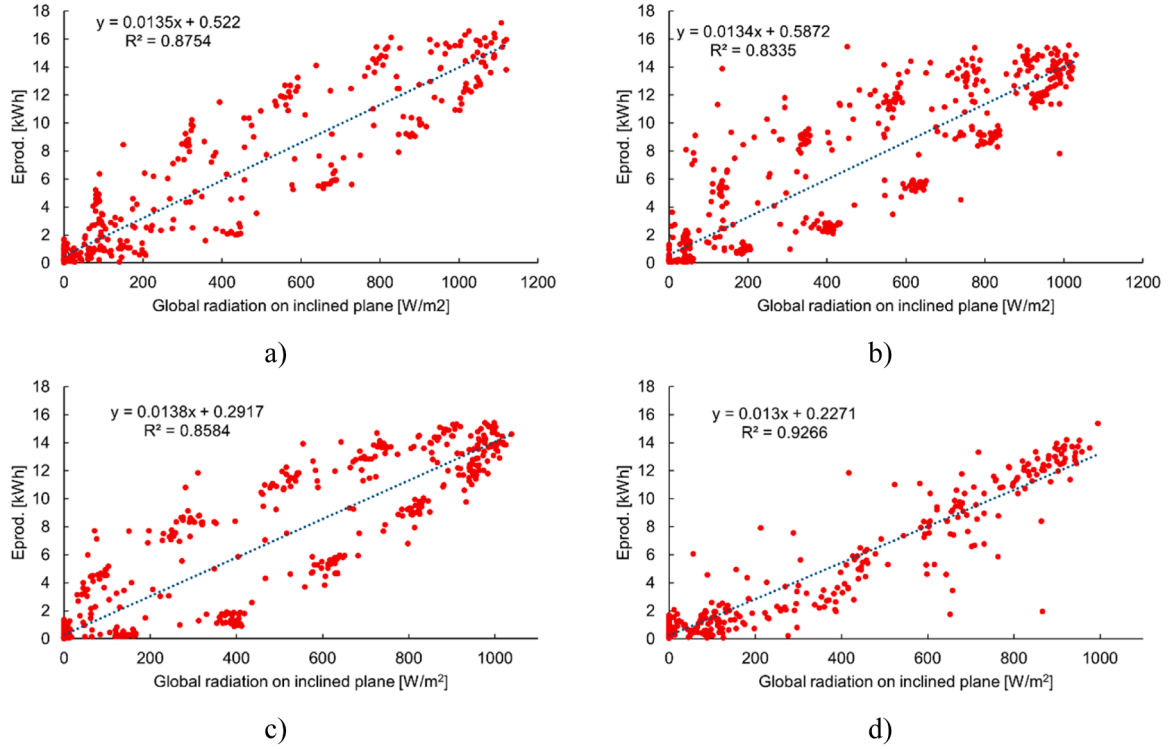 y = 0.0135x + 0.522
R² = 0.8754
Eprod. [kWh]
18
16
14
12
10
8
6
4
2
0
0 200 400 600 800 1000 1200
Global radiation on inclined plane [W/m2]
a)
y = 0.0134x + 0.5872
R² = 0.8335
Eprod. [kWh]
18
16
14
12
10
8
6
4
2
0
0 200 400 600 800 1000 1200
Global radiation on inclined plane [W/m2]
b)
y = 0.0138x + 0.2917
R² = 0.8584
Eprod. [kWh]
18
16
14
12
10
8
6
4
2
0
0 200 400 600 800 1000
Global radiation on inclined plane [W/m²]
c)
y = 0.013x + 0.2271
R² = 0.9266
Eprod. [kWh]
18
16
14
12
10
8
6
4
2
0
0 200 400 600 800 1000
Global radiation on inclined plane [W/m²]
d)